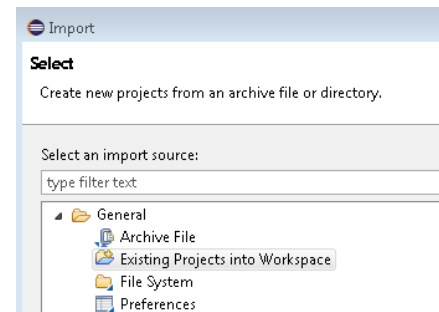 Import
Select
Create new projects from an archive file or directory.
Select an import source:
type filter text
General
Archive File
Existing Projects into Workspace
File System
Preferences